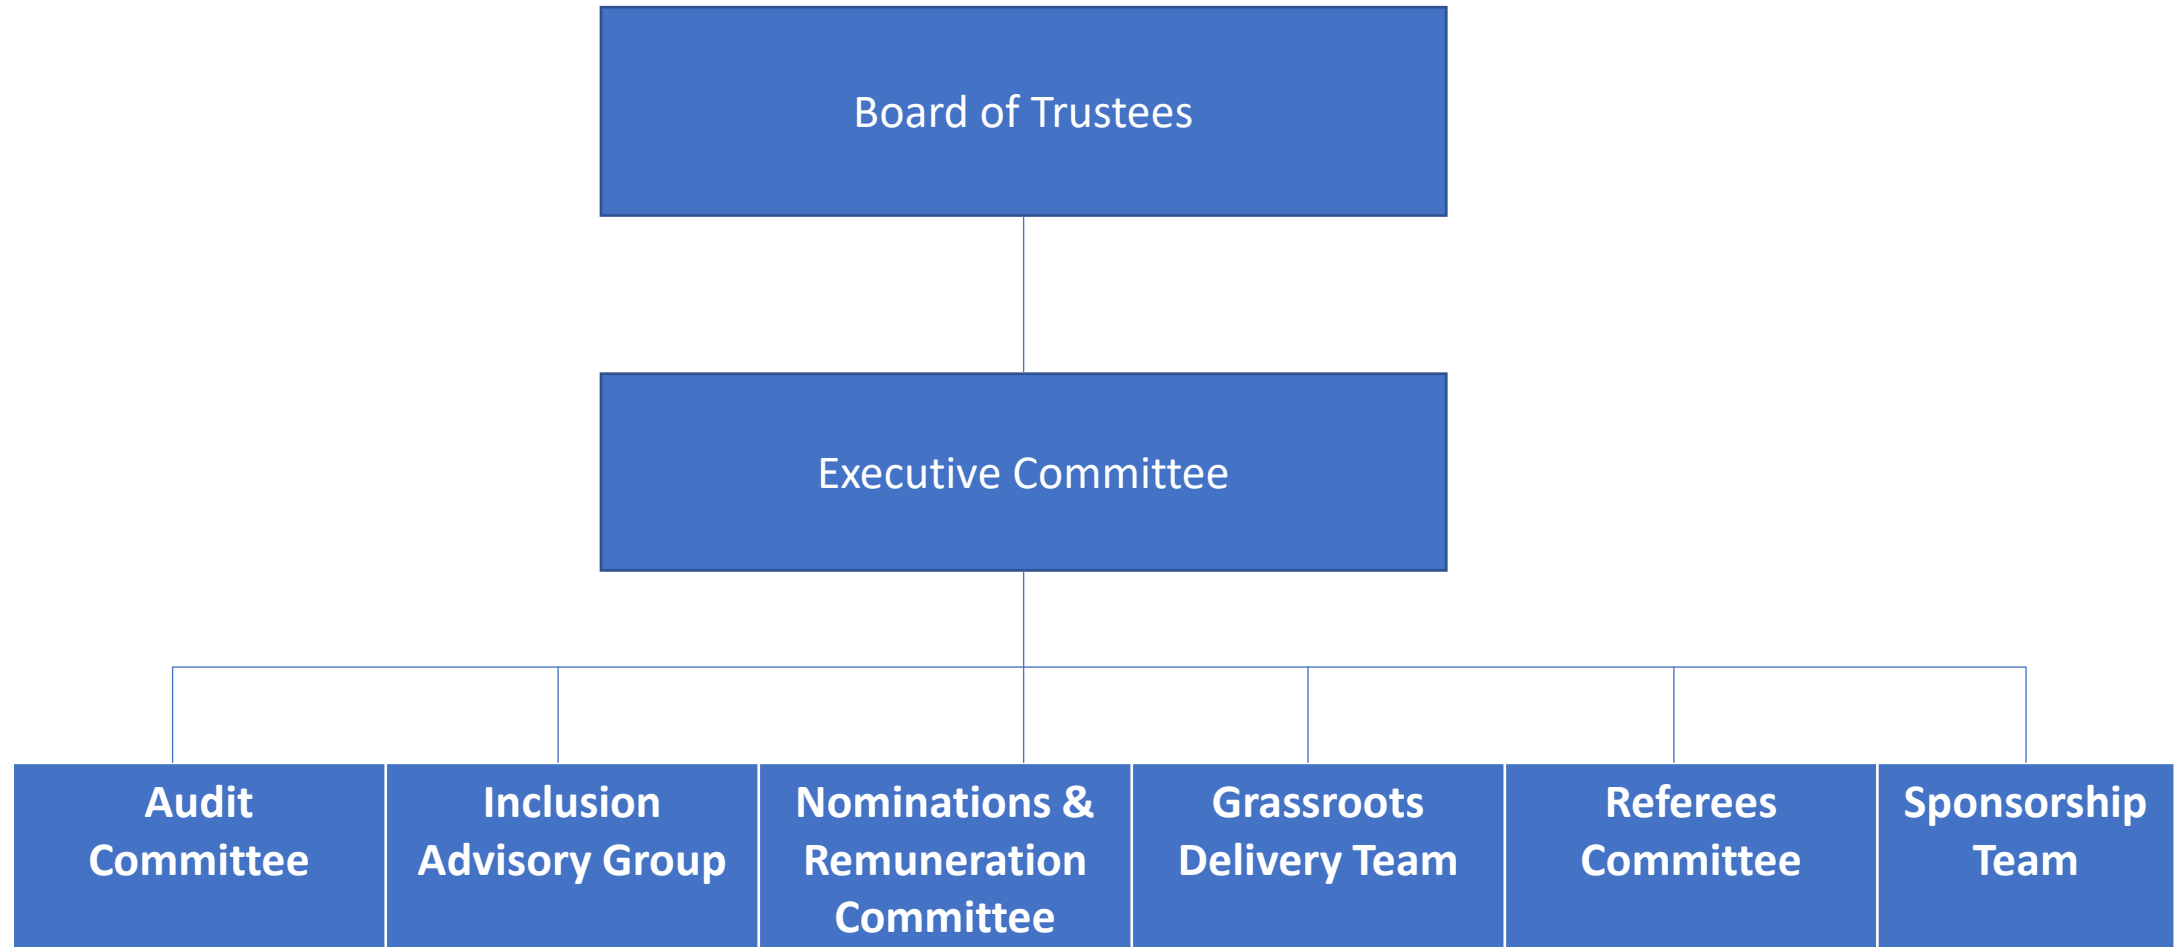 Board of Trustees
Executive Committee
Audit
Committee
Inclusion
Advisory Group
Nominations &
Remuneration
Committee
Grassroots
Delivery Team
Referees
Committee
Sponsorship
Team